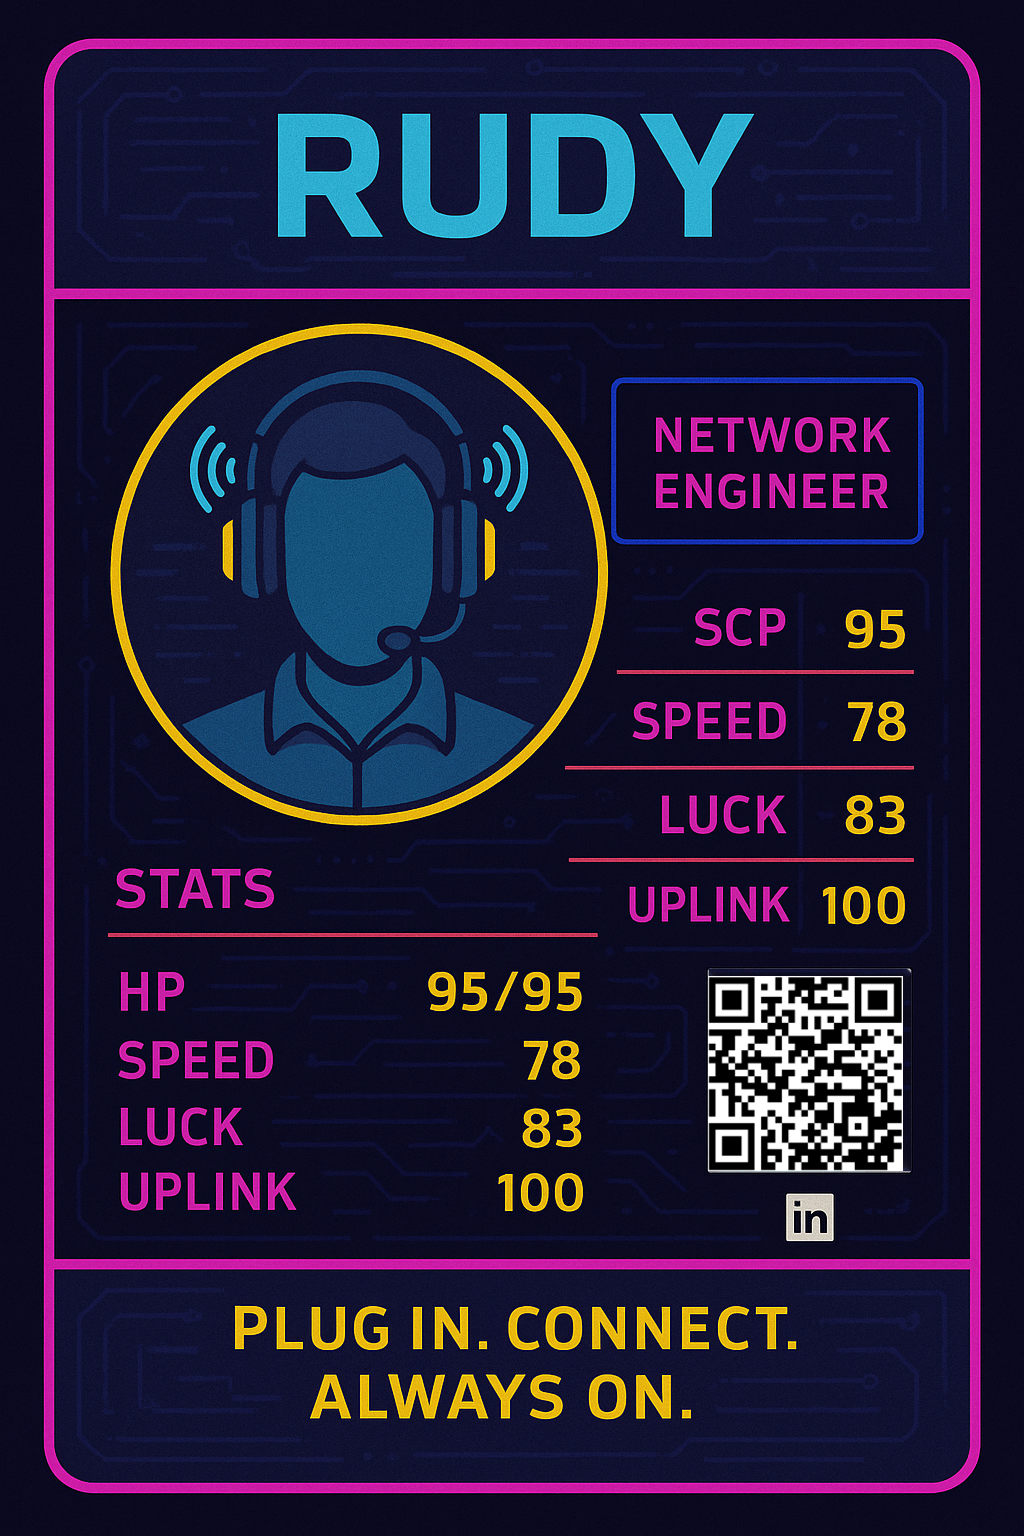 RUDY
NETWORK
ENGINEER
SCP 95
SPEED 78
LUCK 83
UPLINK 100
STATS
HP 95/95
SPEED 78
LUCK 83
UPLINK 100
in
PLUG IN. CONNECT.
ALWAYS ON.